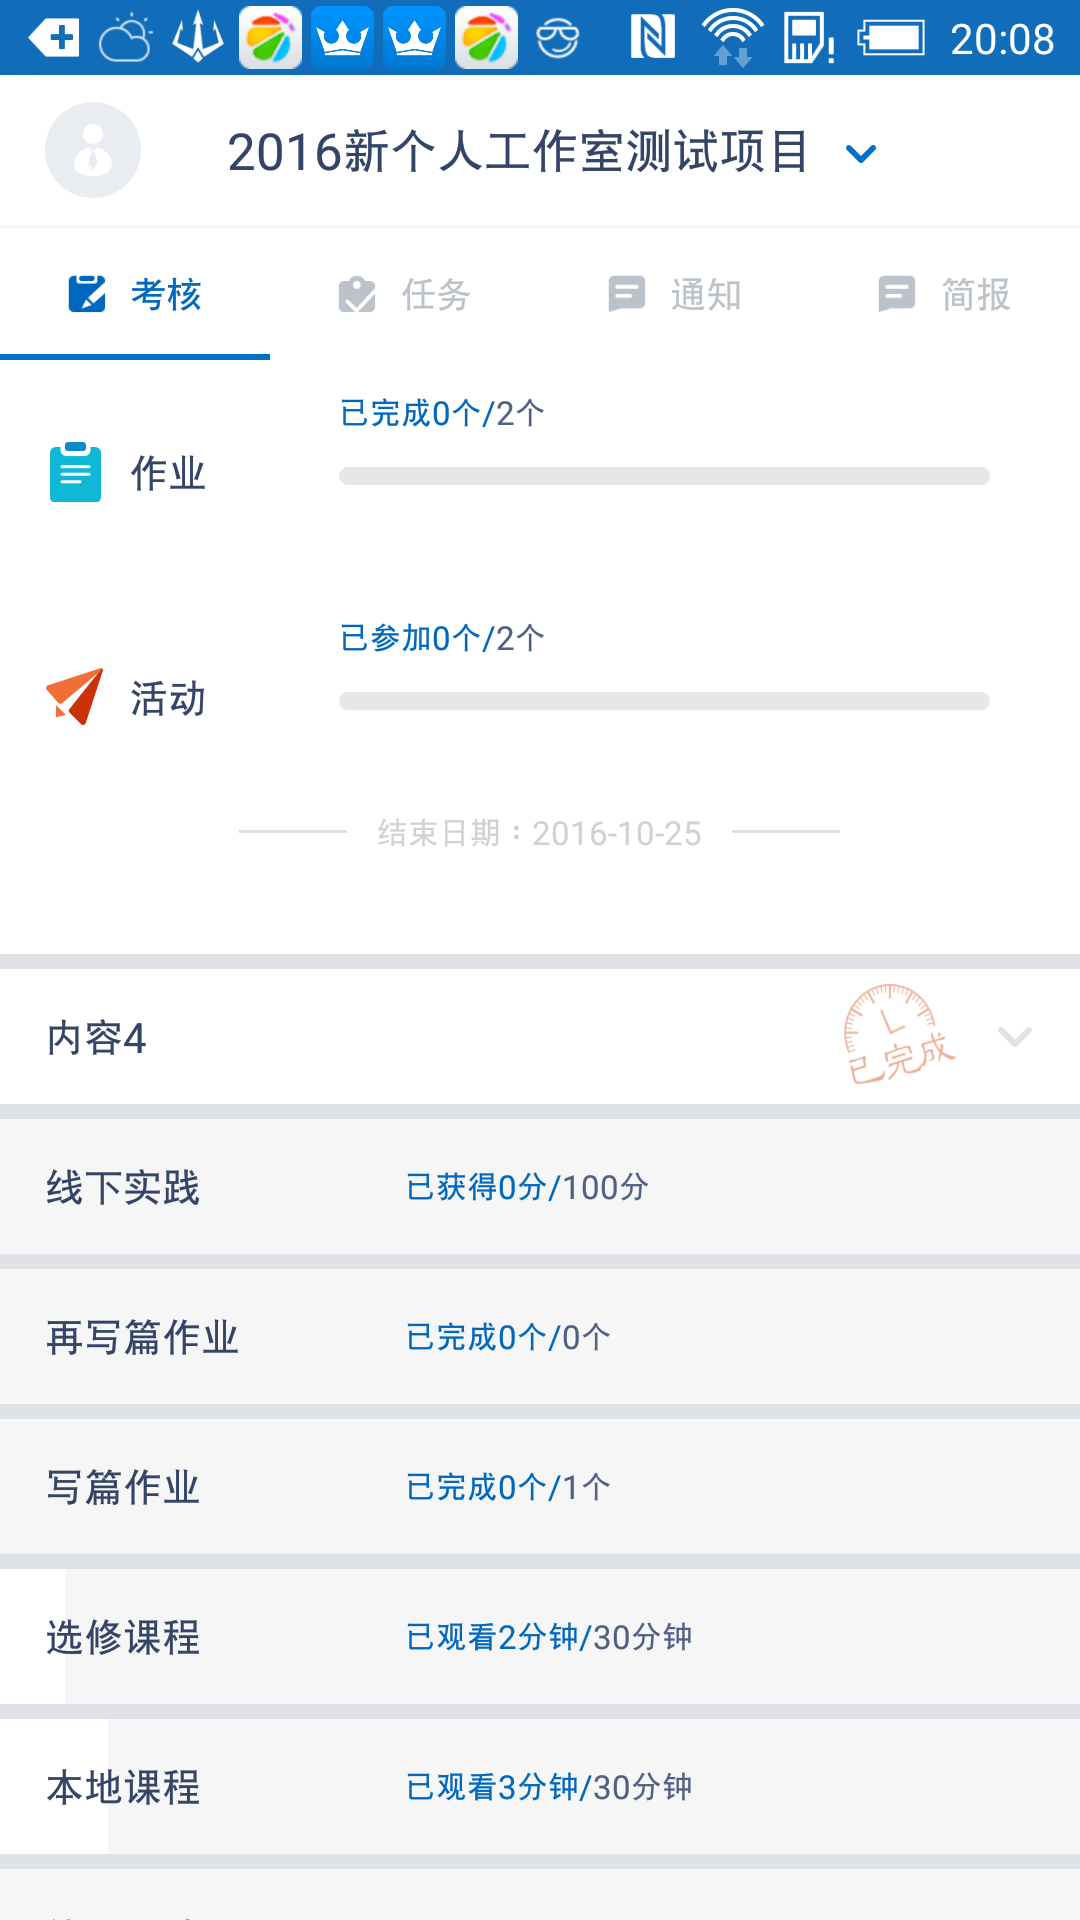 20:08
2016新个人工作室测试项目
考核 任务 通知 简报
已完成0个/2个
作业
已参加0个/2个
活动
结束日期：2016-10-25
内容4
已完成
线下实践 已获得0分/100分
再写篇作业 已完成0个/0个
写篇作业 已完成0个/1个
选修课程 已观看2分钟/30分钟
本地课程 已观看3分钟/30分钟